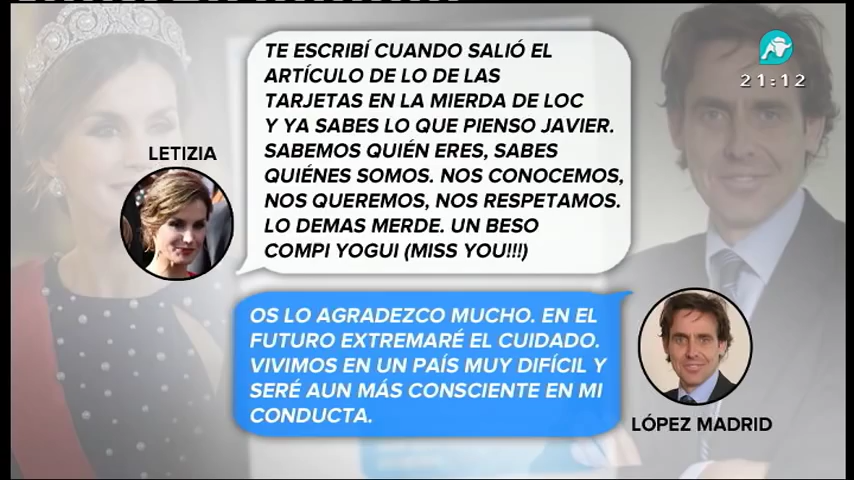 21:12
TE ESCRIBÍ CUANDO SALIÓ EL
ARTÍCULO DE LO DE LAS
TARJETAS EN LA MIERDA DE LOC
Y YA SABES LO QUE PIENSO JAVIER.
SABEMOS QUIÉN ERES, SABES
QUIÉNES SOMOS. NOS CONOCEMOS,
NOS QUEREMOS, NOS RESPETAMOS.
LO DEMAS MERDE. UN BESO
COMPI YOGUI (MISS YOU!!!)
LETIZIA
OS LO AGRADEZCO MUCHO. EN EL
FUTURO EXTREMARÉ EL CUIDADO.
VIVIMOS EN UN PAÍS MUY DIFÍCIL Y
SERÉ AUN MÁS CONSCIENTE EN MI
CONDUCTA.
LÓPEZ MADRID